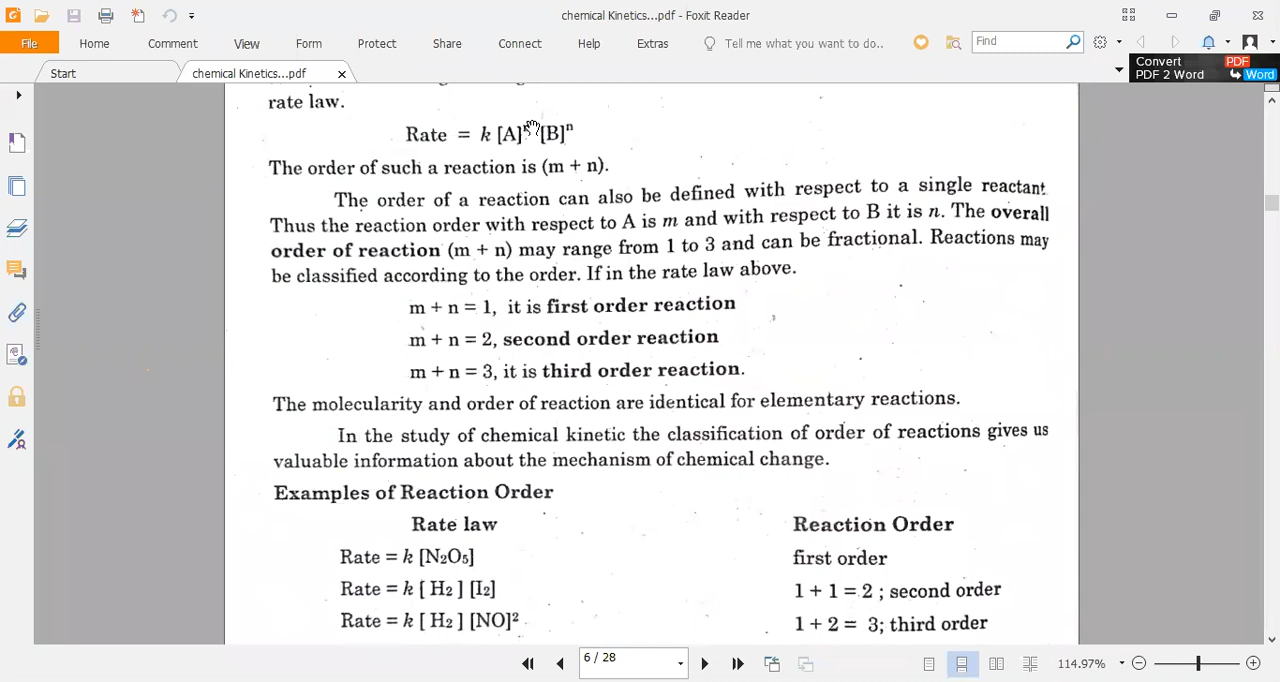 chemical Kinetics...pdf - Foxit Reader
File Home Comment View Form Protect Share Connect Help Extras Tell me what you want to do.. Find
Convert PDF
PDF 2 Word Word
Start chemical Kinetics...pdf
rate law.
Rate = k [A] [B]ⁿ
The order of such a reaction is (m + n).
The order of a reaction can also be defined with respect to a single reactant
Thus the reaction order with respect to A is m and with respect to B it is n. The overall
order of reaction (m + n) may range from 1 to 3 and can be fractional. Reactions may
be classified according to the order. If in the rate law above.
m + n = 1, it is first order reaction
m + n = 2, second order reaction
m + n = 3, it is third order reaction.
The molecularity and order of reaction are identical for elementary reactions.
In the study of chemical kinetic the classification of order of reactions gives us
valuable information about the mechanism of chemical change.
Examples of Reaction Order
Rate law Reaction Order
Rate = k [N₂O₅] first order
Rate = k [ H₂ ] [I₂] 1 + 1 = 2 ; second order
Rate = k [ H₂ ] [NO]² 1 + 2 = 3; third order
6 / 28 114.97%